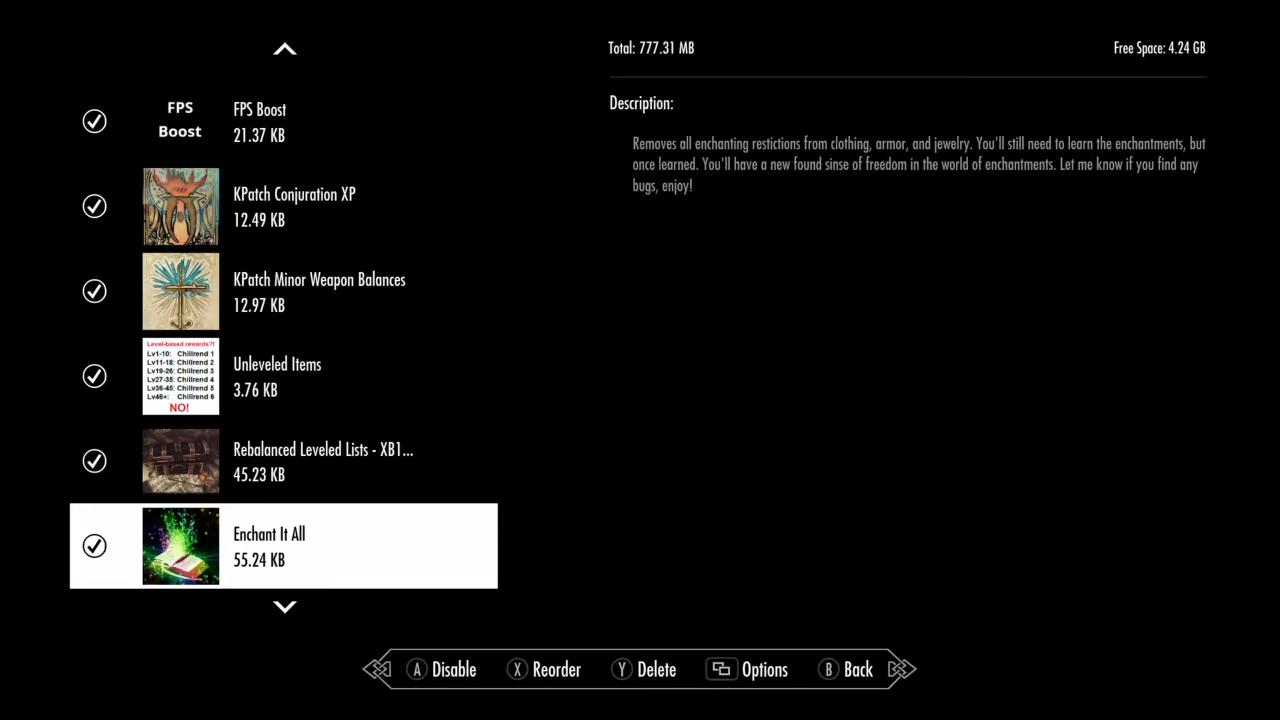 Total: 777.31 MB
Free Space: 4.24 GB
FPS
Boost
FPS Boost
21.37 KB
KPatch Conjuration XP
12.49 KB
KPatch Minor Weapon Balances
12.97 KB
Level-based rewards?!
Lv1-10: Chillrend 1
Lv11-18: Chillrend 2
Lv19-26: Chillrend 3
Lv27-35: Chillrend 4
Lv36-45: Chillrend 5
Lv46+: Chillrend 6
NO!
Unleveled Items
3.76 KB
Rebalanced Leveled Lists - XB1...
45.23 KB
Enchant It All
55.24 KB
Description:
Removes all enchanting restictions from clothing, armor, and jewelry. You'll still need to learn the enchantments, but
once learned. You'll have a new found sinse of freedom in the world of enchantments. Let me know if you find any
bugs, enjoy!
A Disable X Reorder Y Delete Options B Back